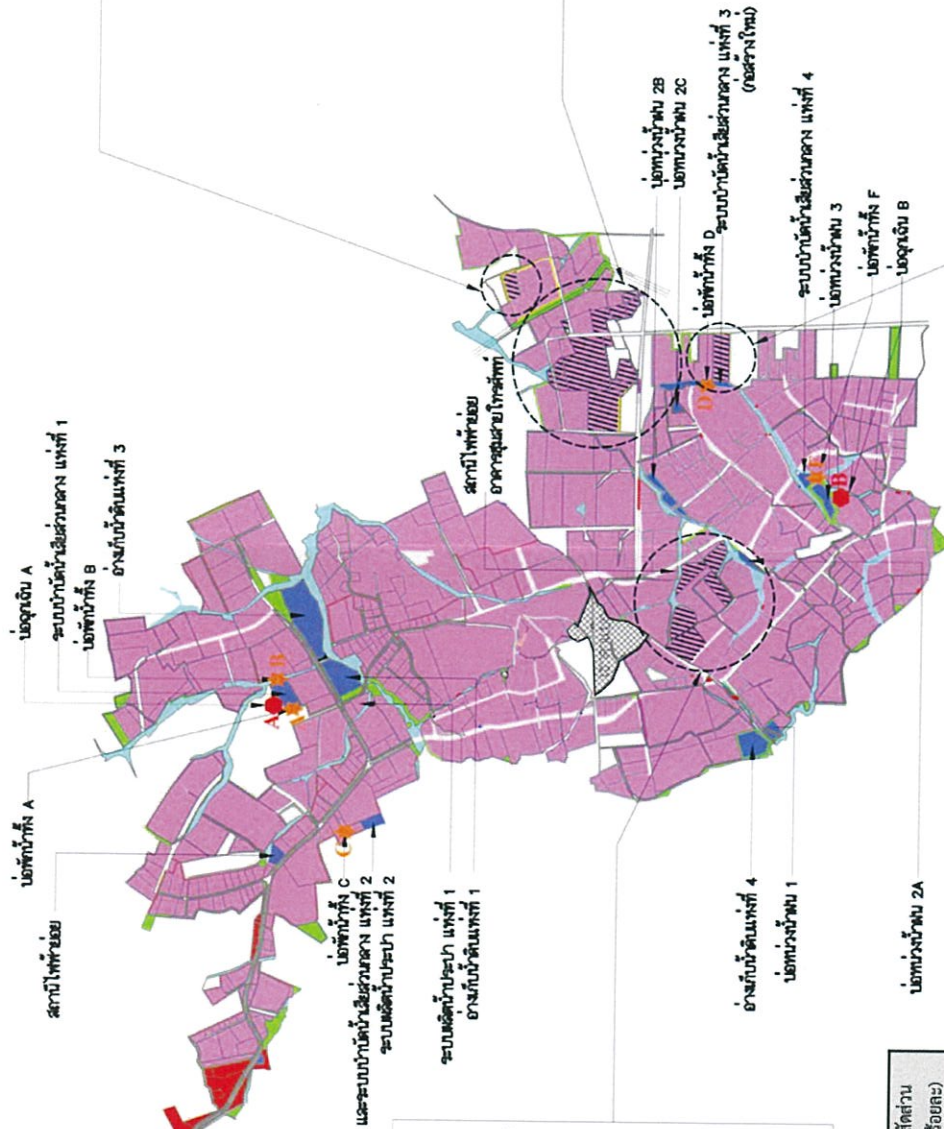 สถานีไฟฟ้าย่อย
บ่อพักน้ำทิ้ง A
บ่อฉุกเฉิน A
ระบบบำบัดน้ำเสียส่วนกลาง แห่งที่ 1
บ่อพักน้ำทิ้ง B
อ่างเก็บน้ำดิบแห่งที่ 3
A
B
C
บ่อพักน้ำทิ้ง C
และระบบบำบัดน้ำเสียส่วนกลาง แห่งที่ 2
ระบบผลิตน้ำประปา แห่งที่ 2
ระบบผลิตน้ำประปา แห่งที่ 1
อ่างเก็บน้ำดิบแห่งที่ 1
สถานีไฟฟ้าย่อย
อาคารชุมสายโทรศัพท์
บ่อหน่วงน้ำฝน 2B
บ่อหน่วงน้ำฝน 2C
D
บ่อพักน้ำทิ้ง D
ระบบบำบัดน้ำเสียส่วนกลาง แห่งที่ 3
(ก่อสร้างใหม่)
ระบบบำบัดน้ำเสียส่วนกลาง แห่งที่ 4
บ่อหน่วงน้ำฝน 3
บ่อพักน้ำทิ้ง F
B
บ่อฉุกเฉิน B
อ่างเก็บน้ำดิบแห่งที่ 4
บ่อหน่วงน้ำฝน 1
บ่อหน่วงน้ำฝน 2A